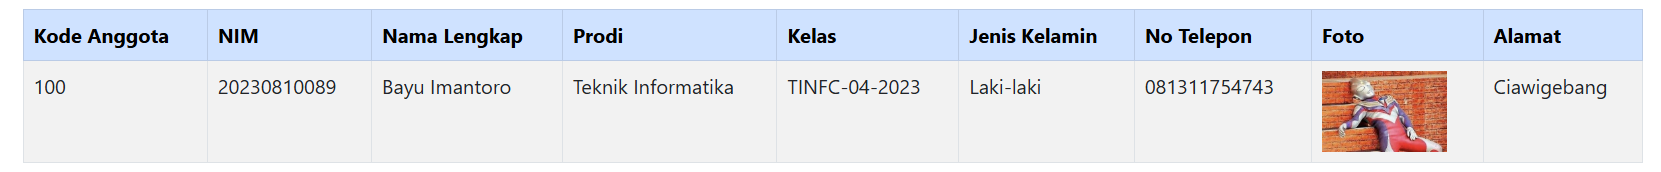 Kode Anggota NIM Nama Lengkap Prodi Kelas Jenis Kelamin No Telepon Foto Alamat
100 20230810089 Bayu Imantoro Teknik Informatika TINFC-04-2023 Laki-laki 081311754743 Ciawigebang